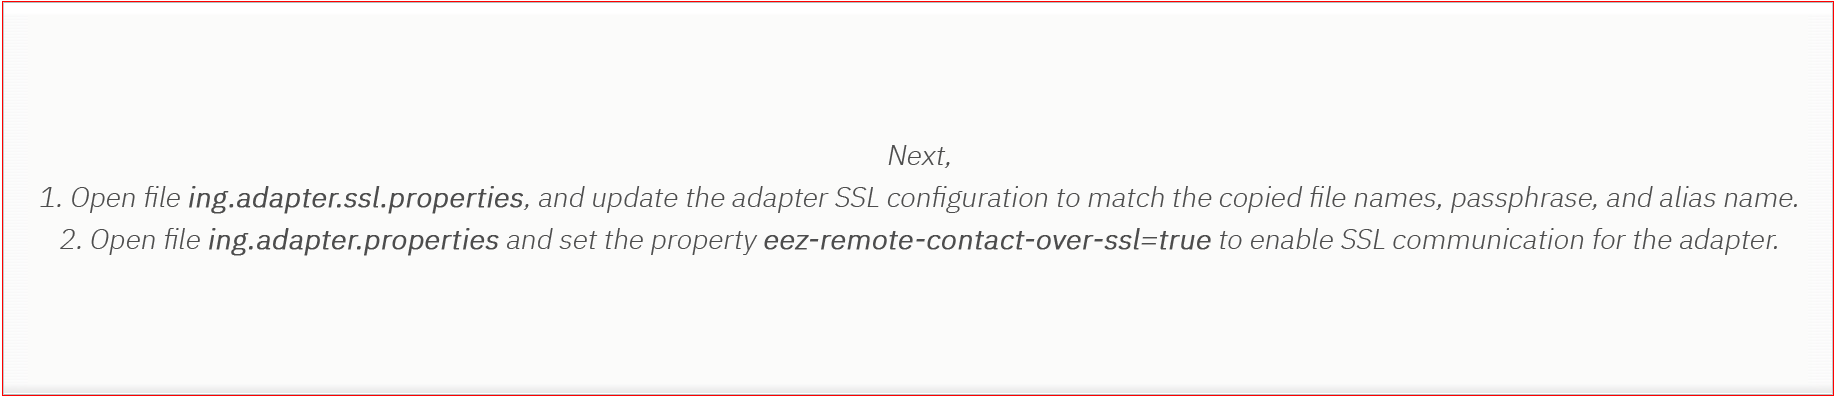 Next,
1. Open file ing.adapter.ssl.properties, and update the adapter SSL configuration to match the copied file names, passphrase, and alias name.
2. Open file ing.adapter.properties and set the property eez-remote-contact-over-ssl=true to enable SSL communication for the adapter.